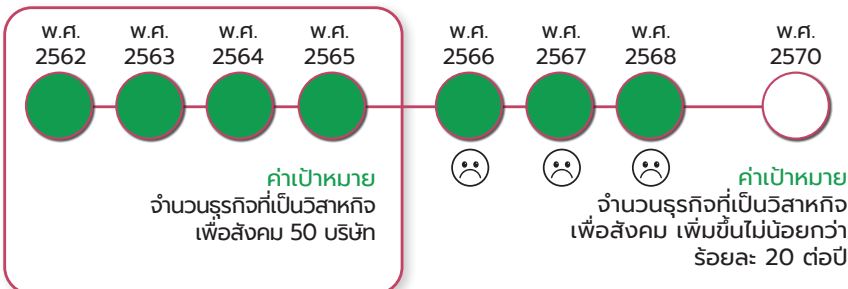 พ.ศ. พ.ศ. พ.ศ. พ.ศ. พ.ศ. พ.ศ. พ.ศ. พ.ศ.
2562 2563 2564 2565 2566 2567 2568 2570
ค่าเป้าหมาย
จำนวนธุรกิจที่เป็นวิสาหกิจ
เพื่อสังคม 50 บริษัท
ค่าเป้าหมาย
จำนวนธุรกิจที่เป็นวิสาหกิจ
เพื่อสังคม เพิ่มขึ้นไม่น้อยกว่า
ร้อยละ 20 ต่อปี